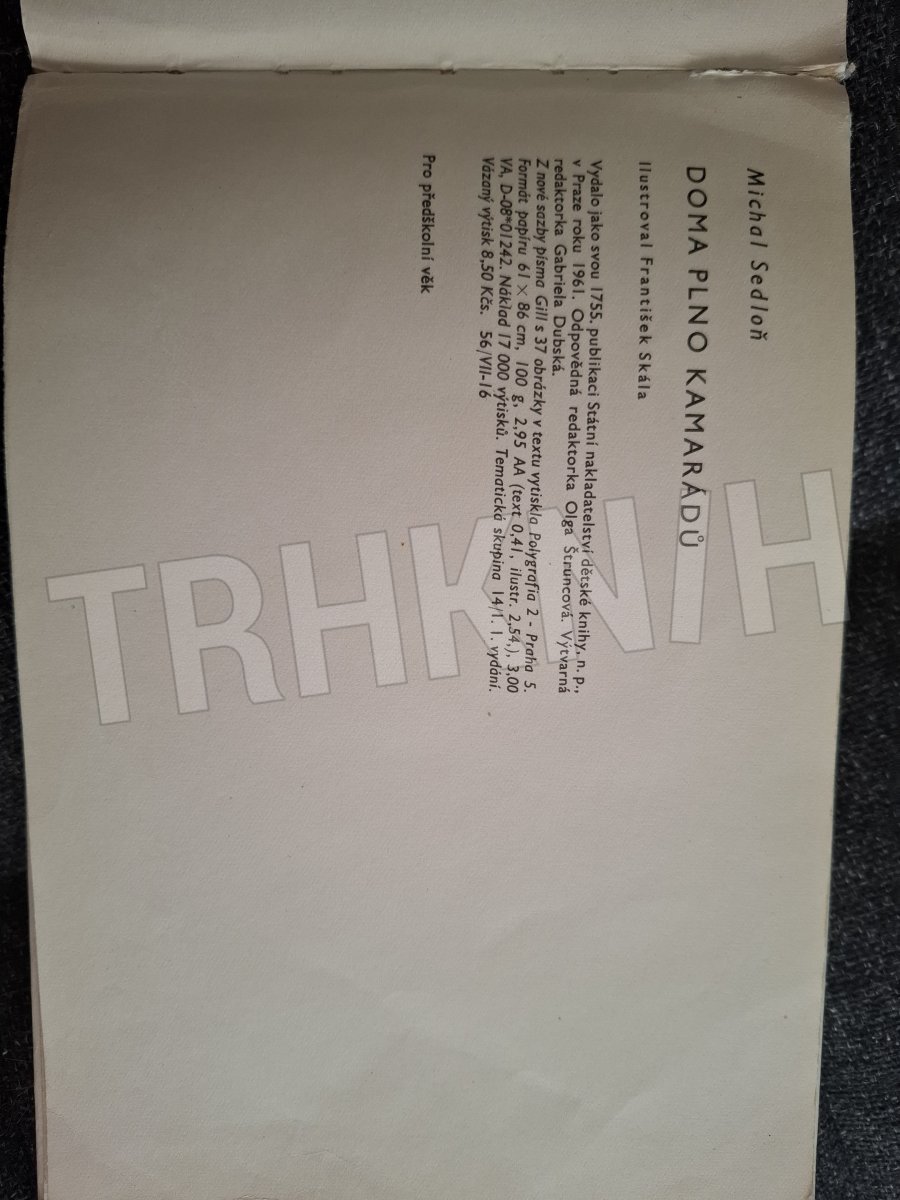 Michal Sedloň
DOMA PLNO KAMARÁDŮ
Ilustroval František Skála
Vydalo jako svou 1755. publikaci Státní nakladatelství dětské knihy, n. p.,
v Praze roku 1961. Odpovědná redaktorka Olga Štruncová. Výtvarná
redaktorka Gabriela Dubská.
Z nové sazby písma Gill s 37 obrázky v textu vytiskla Polygrafia 2 - Praha 5.
Formát papíru 61 × 86 cm, 100 g, 2,95 AA (text 0,41, ilustr. 2,54,), 3,00
VA, D-08*01242. Náklad 17 000 výtisků. Tematická skupina 14/1. 1. vydání.
Vázaný výtisk 8,50 Kčs. 56/VII-16
Pro předškolní věk
TRHKNIH